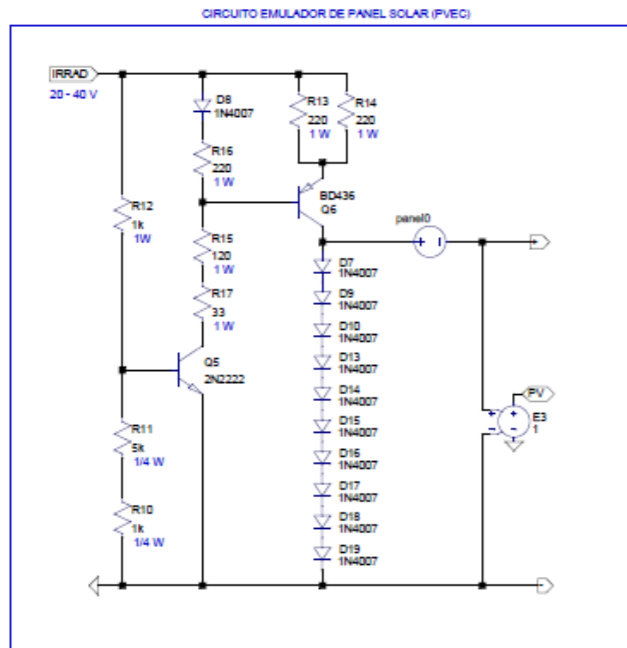 CIRCUITO EMULADOR DE PANEL SOLAR (PVEC)
IRRAD
20 - 40 V
D8
1N4007
R13
220
1 W
R14
220
1 W
R16
220
1 W
R12
1k
1W
BD436
Q6
panel0
R15
120
1 W
R17
33
1 W
D7
1N4007
D9
1N4007
D10
1N4007
D13
1N4007
D14
1N4007
D15
1N4007
D16
1N4007
D17
1N4007
D18
1N4007
D19
1N4007
Q5
2N2222
PV
E3
1
R11
5k
1/4 W
R10
1k
1/4 W